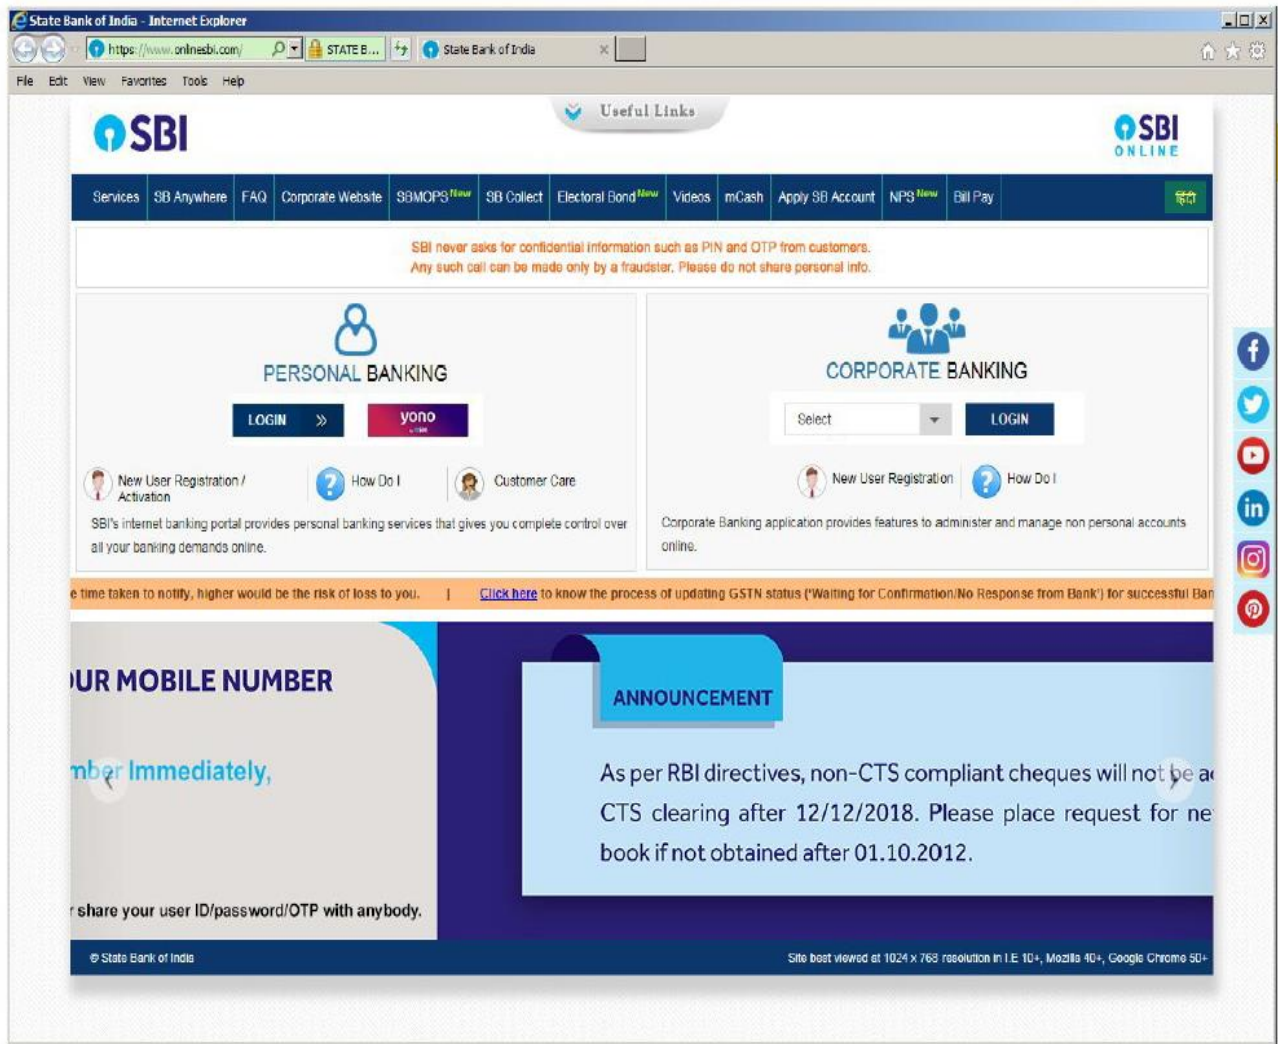 State Bank of India - Internet Explorer
https://www.onlinesbi.com/ STATE B... State Bank of India
File Edit View Favorites Tools Help
Useful Links
SBI
SBI
ONLINE
Services SB Anywhere FAQ Corporate Website SBMOPS New SB Collect Electoral Bond New Videos mCash Apply SB Account NPS New Bill Pay हिंदी
SBI never asks for confidential information such as PIN and OTP from customers.
Any such call can be made only by a fraudster. Please do not share personal info.
PERSONAL BANKING
LOGIN »
yono
New User Registration /
Activation
How Do I
Customer Care
SBI's internet banking portal provides personal banking services that gives you complete control over
all your banking demands online.
CORPORATE BANKING
Select
LOGIN
New User Registration
How Do I
Corporate Banking application provides features to administer and manage non personal accounts
online.
e time taken to notify, higher would be the risk of loss to you. | Click here to know the process of updating GSTN status ('Waiting for Confirmation/No Response from Bank') for successful Ban
OUR MOBILE NUMBER
mber Immediately,
r share your user ID/password/OTP with anybody.
ANNOUNCEMENT
As per RBI directives, non-CTS compliant cheques will not be ac
CTS clearing after 12/12/2018. Please place request for ne
book if not obtained after 01.10.2012.
© State Bank of India
Site best viewed at 1024 x 768 resolution in I.E 10+, Mozilla 40+, Google Chrome 50+